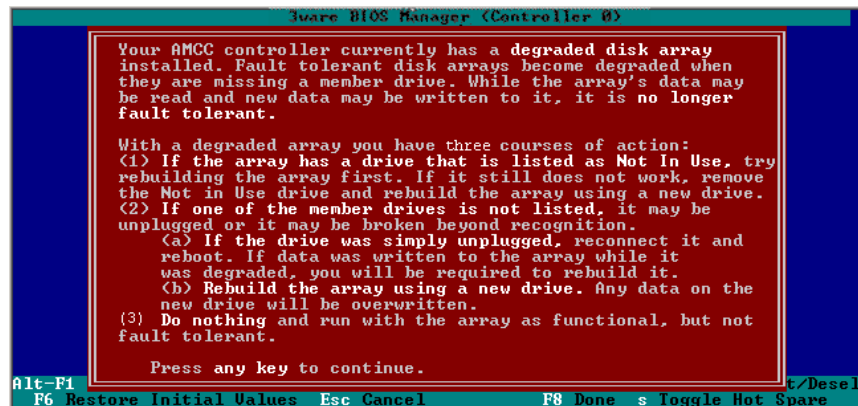 3ware BIOS Manager (Controller 0)
Your AMCC controller currently has a degraded disk array
installed. Fault tolerant disk arrays become degraded when
they are missing a member drive. While the array's data may
be read and new data may be written to it, it is no longer
fault tolerant.
With a degraded array you have three courses of action:
(1) If the array has a drive that is listed as Not In Use, try
rebuilding the array first. If it still does not work, remove
the Not in Use drive and rebuild the array using a new drive.
(2) If one of the member drives is not listed, it may be
unplugged or it may be broken beyond recognition.
(a) If the drive was simply unplugged, reconnect it and
reboot. If data was written to the array while it
was degraded, you will be required to rebuild it.
(b) Rebuild the array using a new drive. Any data on the
new drive will be overwritten.
(3) Do nothing and run with the array as functional, but not
fault tolerant.
Press any key to continue.
Alt-F1 t/Desel
F6 Restore Initial Values Esc Cancel F8 Done s Toggle Hot Spare